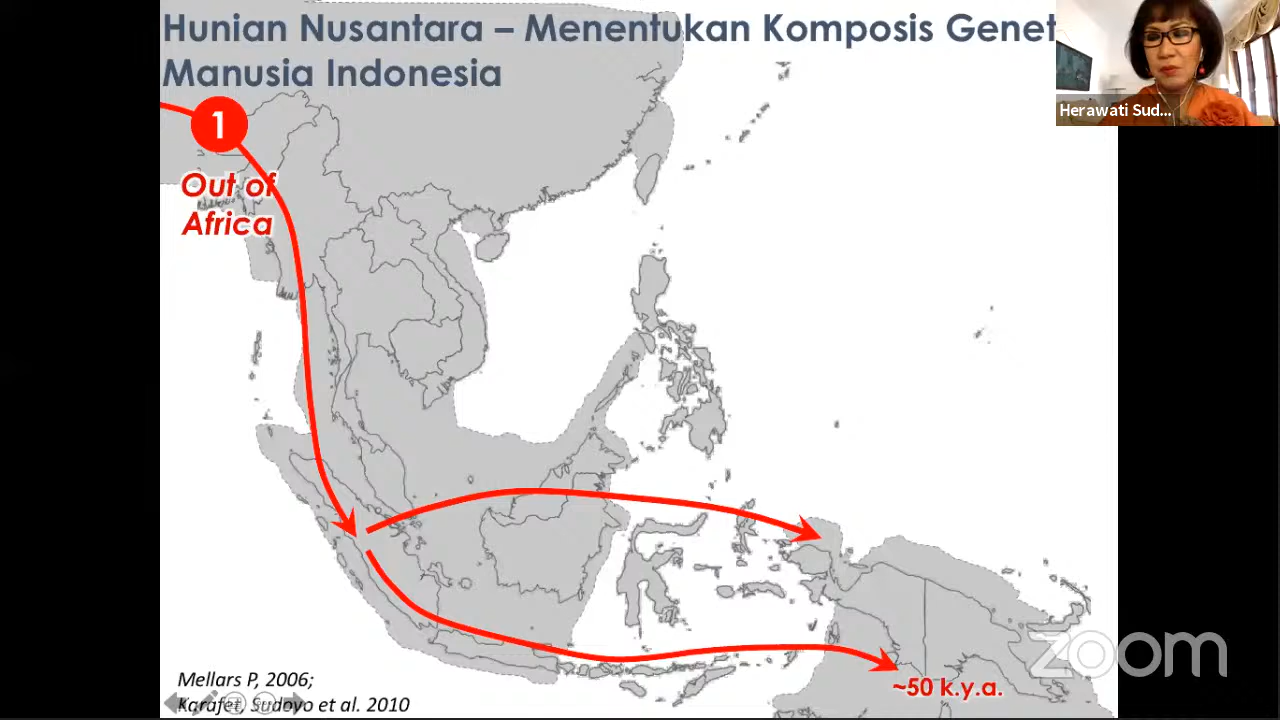 Hunian Nusantara – Menentukan Komposis Genet
Manusia Indonesia
Herawati Sud...
1
Out of
Africa
~50 k.y.a.
zoom
Mellars P, 2006;
Karafet, Sudoyo et al. 2010